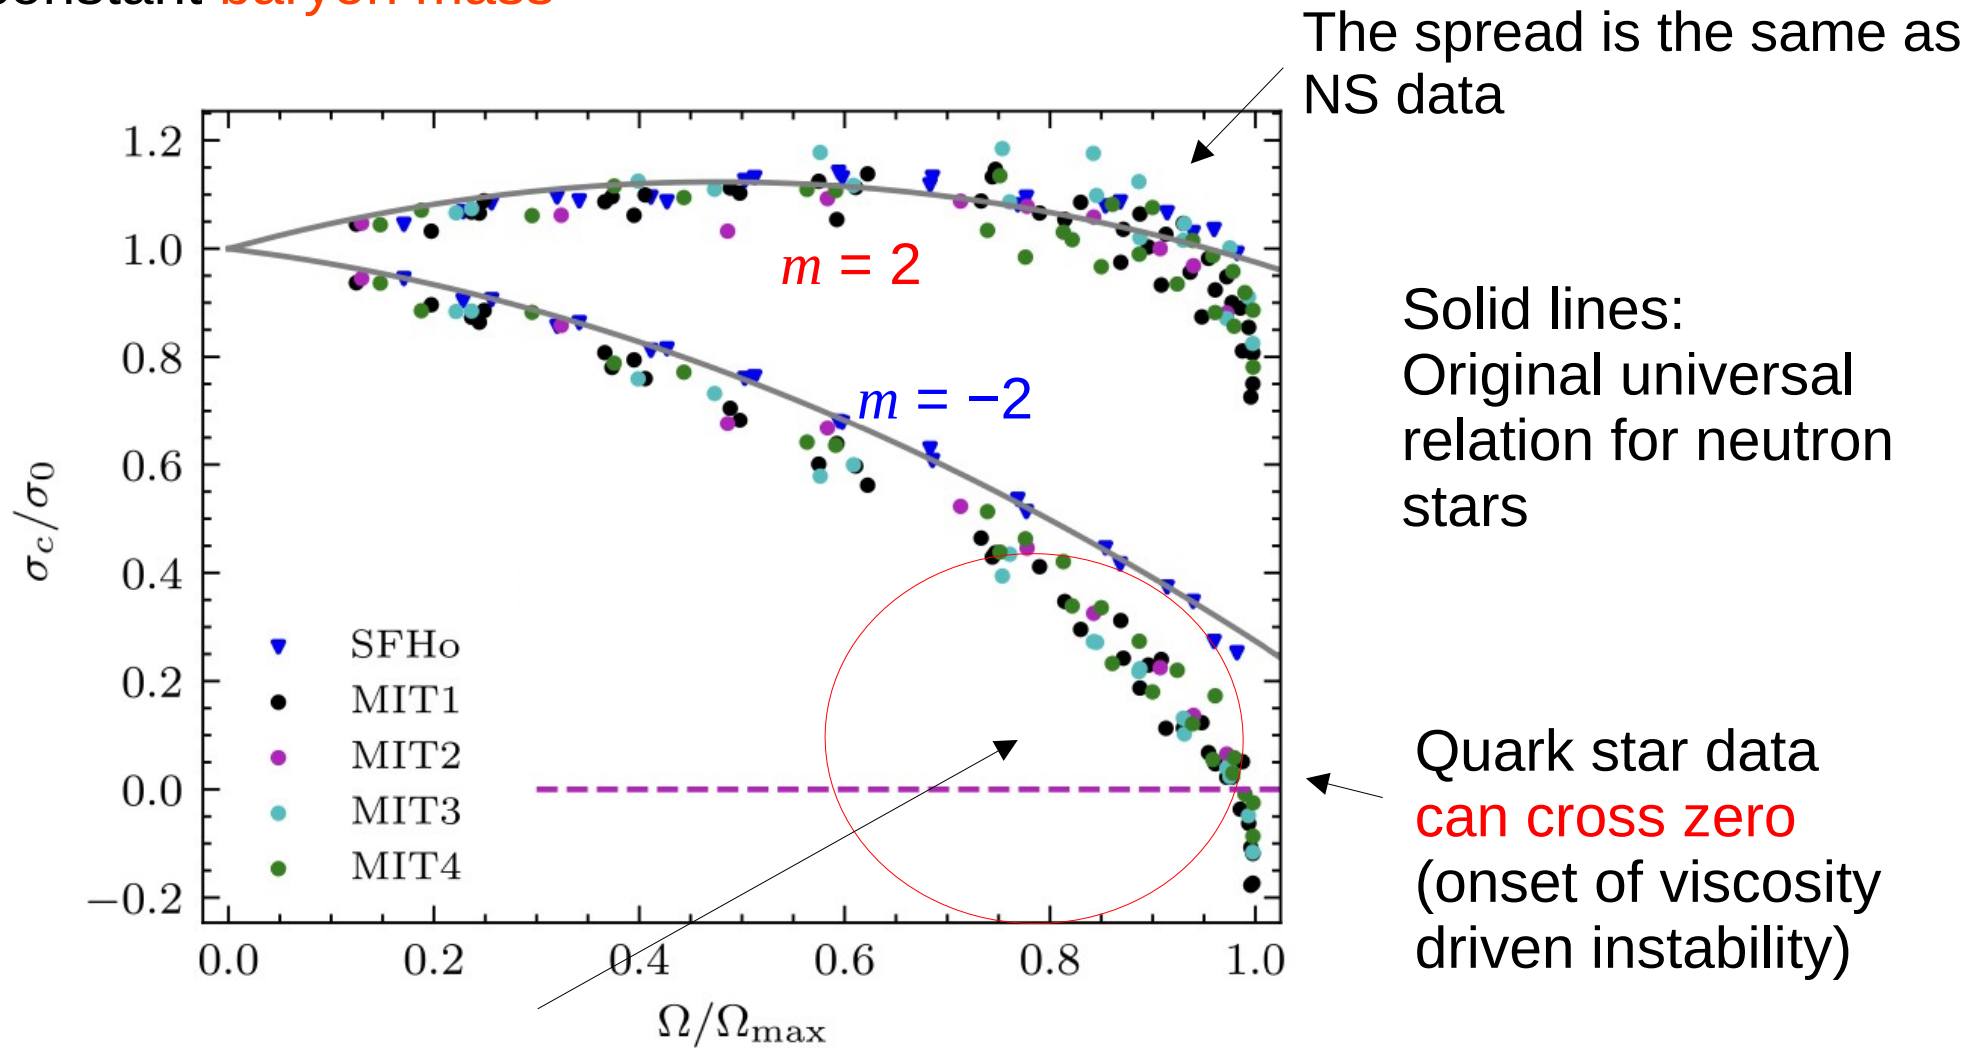 constant baryon mass
The spread is the same as
NS data
1.2
1.0
0.8
0.6
0.4
0.2
0.0
−0.2
σc/σ0
m = 2
m = −2
SFHo
MIT1
MIT2
MIT3
MIT4
0.0 0.2 0.4 0.6 0.8 1.0
Ω/Ωmax
Solid lines:
Original universal
relation for neutron
stars
Quark star data
can cross zero
(onset of viscosity
driven instability)